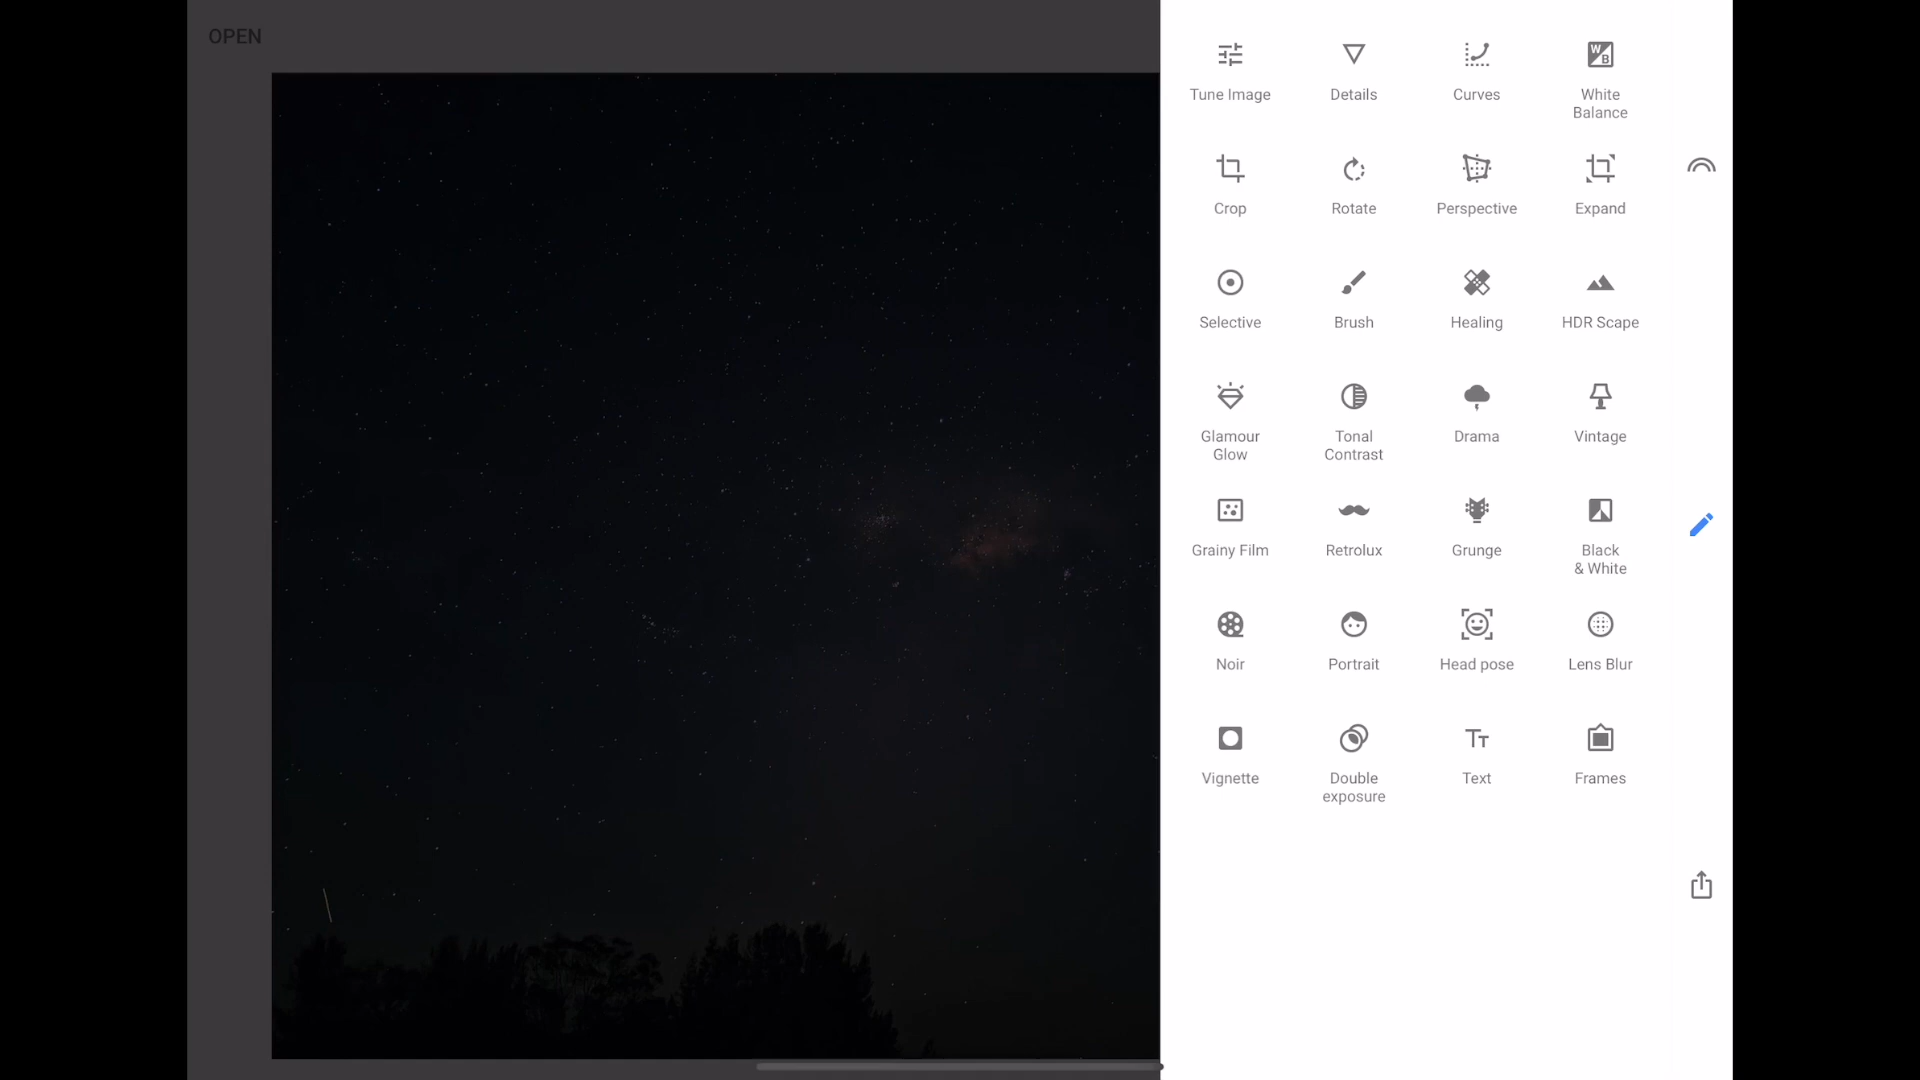 OPEN
Tune Image
Details
Curves
W
B
White
Balance
Crop
Rotate
Perspective
Expand
Selective
Brush
Healing
HDR Scape
Glamour
Glow
Tonal
Contrast
Drama
Vintage
Grainy Film
Retrolux
Grunge
Black
& White
Noir
Portrait
Head pose
Lens Blur
Vignette
Double
exposure
TT
Text
Frames